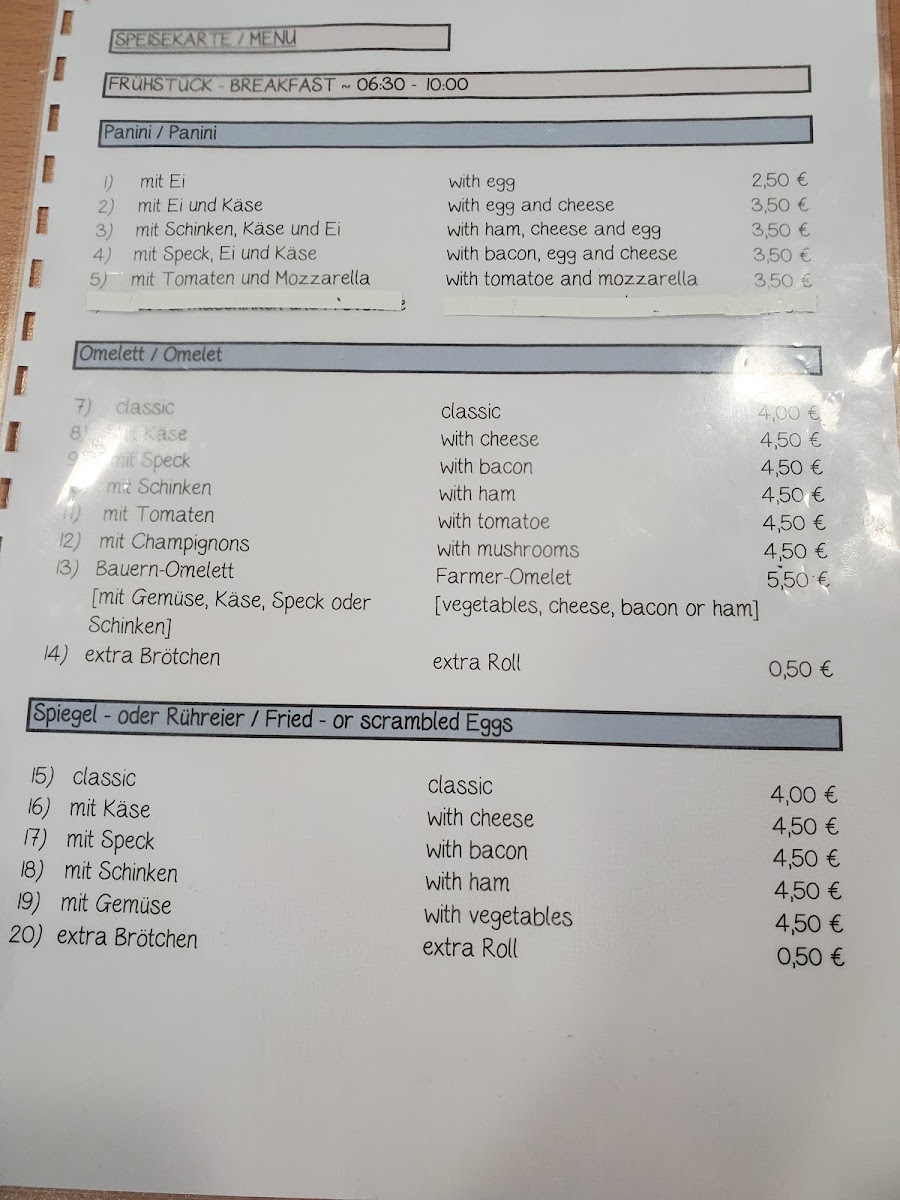 SPEISEKARTE / MENU
FRÜHSTÜCK - BREAKFAST ~ 06:30 - 10:00
Panini / Panini
1) mit Ei with egg 2,50 €
2) mit Ei und Käse with egg and cheese 3,50 €
3) mit Schinken, Käse und Ei with ham, cheese and egg 3,50 €
4) mit Speck, Ei und Käse with bacon, egg and cheese 3,50 €
5) mit Tomaten und Mozzarella with tomatoe and mozzarella 3,50 €
Omelett / Omelet
7) classic classic 4,00 €
8) mit Käse with cheese 4,50 €
9) mit Speck with bacon 4,50 €
mit Schinken with ham 4,50 €
11) mit Tomaten with tomatoe 4,50 €
12) mit Champignons with mushrooms 4,50 €
13) Bauern-Omelett Farmer-Omelet 5,50 €
[mit Gemüse, Käse, Speck oder [vegetables, cheese, bacon or ham]
Schinken]
14) extra Brötchen extra Roll 0,50 €
Spiegel - oder Rühreier / Fried - or scrambled Eggs
15) classic classic 4,00 €
16) mit Käse with cheese 4,50 €
17) mit Speck with bacon 4,50 €
18) mit Schinken with ham 4,50 €
19) mit Gemüse with vegetables 4,50 €
20) extra Brötchen extra Roll 0,50 €